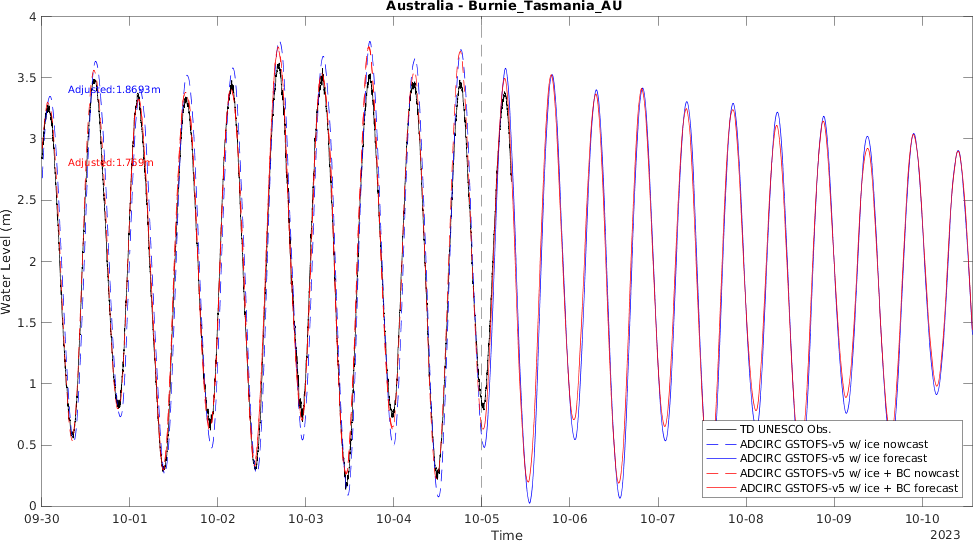 Australia - Burnie_Tasmania_AU
4
3.5
3
2.5
2
1.5
1
0.5
0
Water Level (m)
Adjusted:1.8693m
Adjusted:1.759m
TD UNESCO Obs.
ADCIRC GSTOFS-v5 w/ ice nowcast
ADCIRC GSTOFS-v5 w/ ice forecast
ADCIRC GSTOFS-v5 w/ ice + BC nowcast
ADCIRC GSTOFS-v5 w/ ice + BC forecast
09-30 10-01 10-02 10-03 10-04 10-05 10-06 10-07 10-08 10-09 10-10
Time
2023